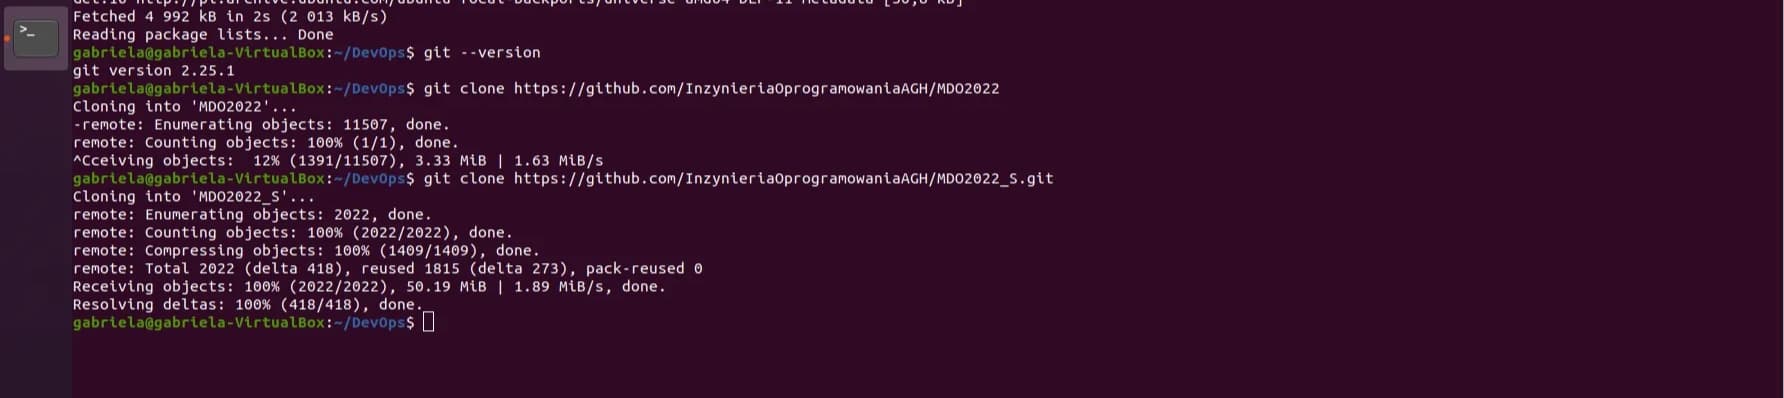 Fetched 4 992 kB in 2s (2 013 kB/s)
Reading package lists... Done
gabriela@gabriela-VirtualBox:~/DevOps$ git --version
git version 2.25.1
gabriela@gabriela-VirtualBox:~/DevOps$ git clone https://github.com/InzynieriaOprogramowaniaAGH/MDO2022
Cloning into 'MDO2022'...
-remote: Enumerating objects: 11507, done.
remote: Counting objects: 100% (1/1), done.
^Cceiving objects:  12% (1391/11507), 3.33 MiB | 1.63 MiB/s
gabriela@gabriela-VirtualBox:~/DevOps$ git clone https://github.com/InzynieriaOprogramowaniaAGH/MDO2022_S.git
Cloning into 'MDO2022_S'...
remote: Enumerating objects: 2022, done.
remote: Counting objects: 100% (2022/2022), done.
remote: Compressing objects: 100% (1409/1409), done.
remote: Total 2022 (delta 418), reused 1815 (delta 273), pack-reused 0
Receiving objects: 100% (2022/2022), 50.19 MiB | 1.89 MiB/s, done.
Resolving deltas: 100% (418/418), done.
gabriela@gabriela-VirtualBox:~/DevOps$